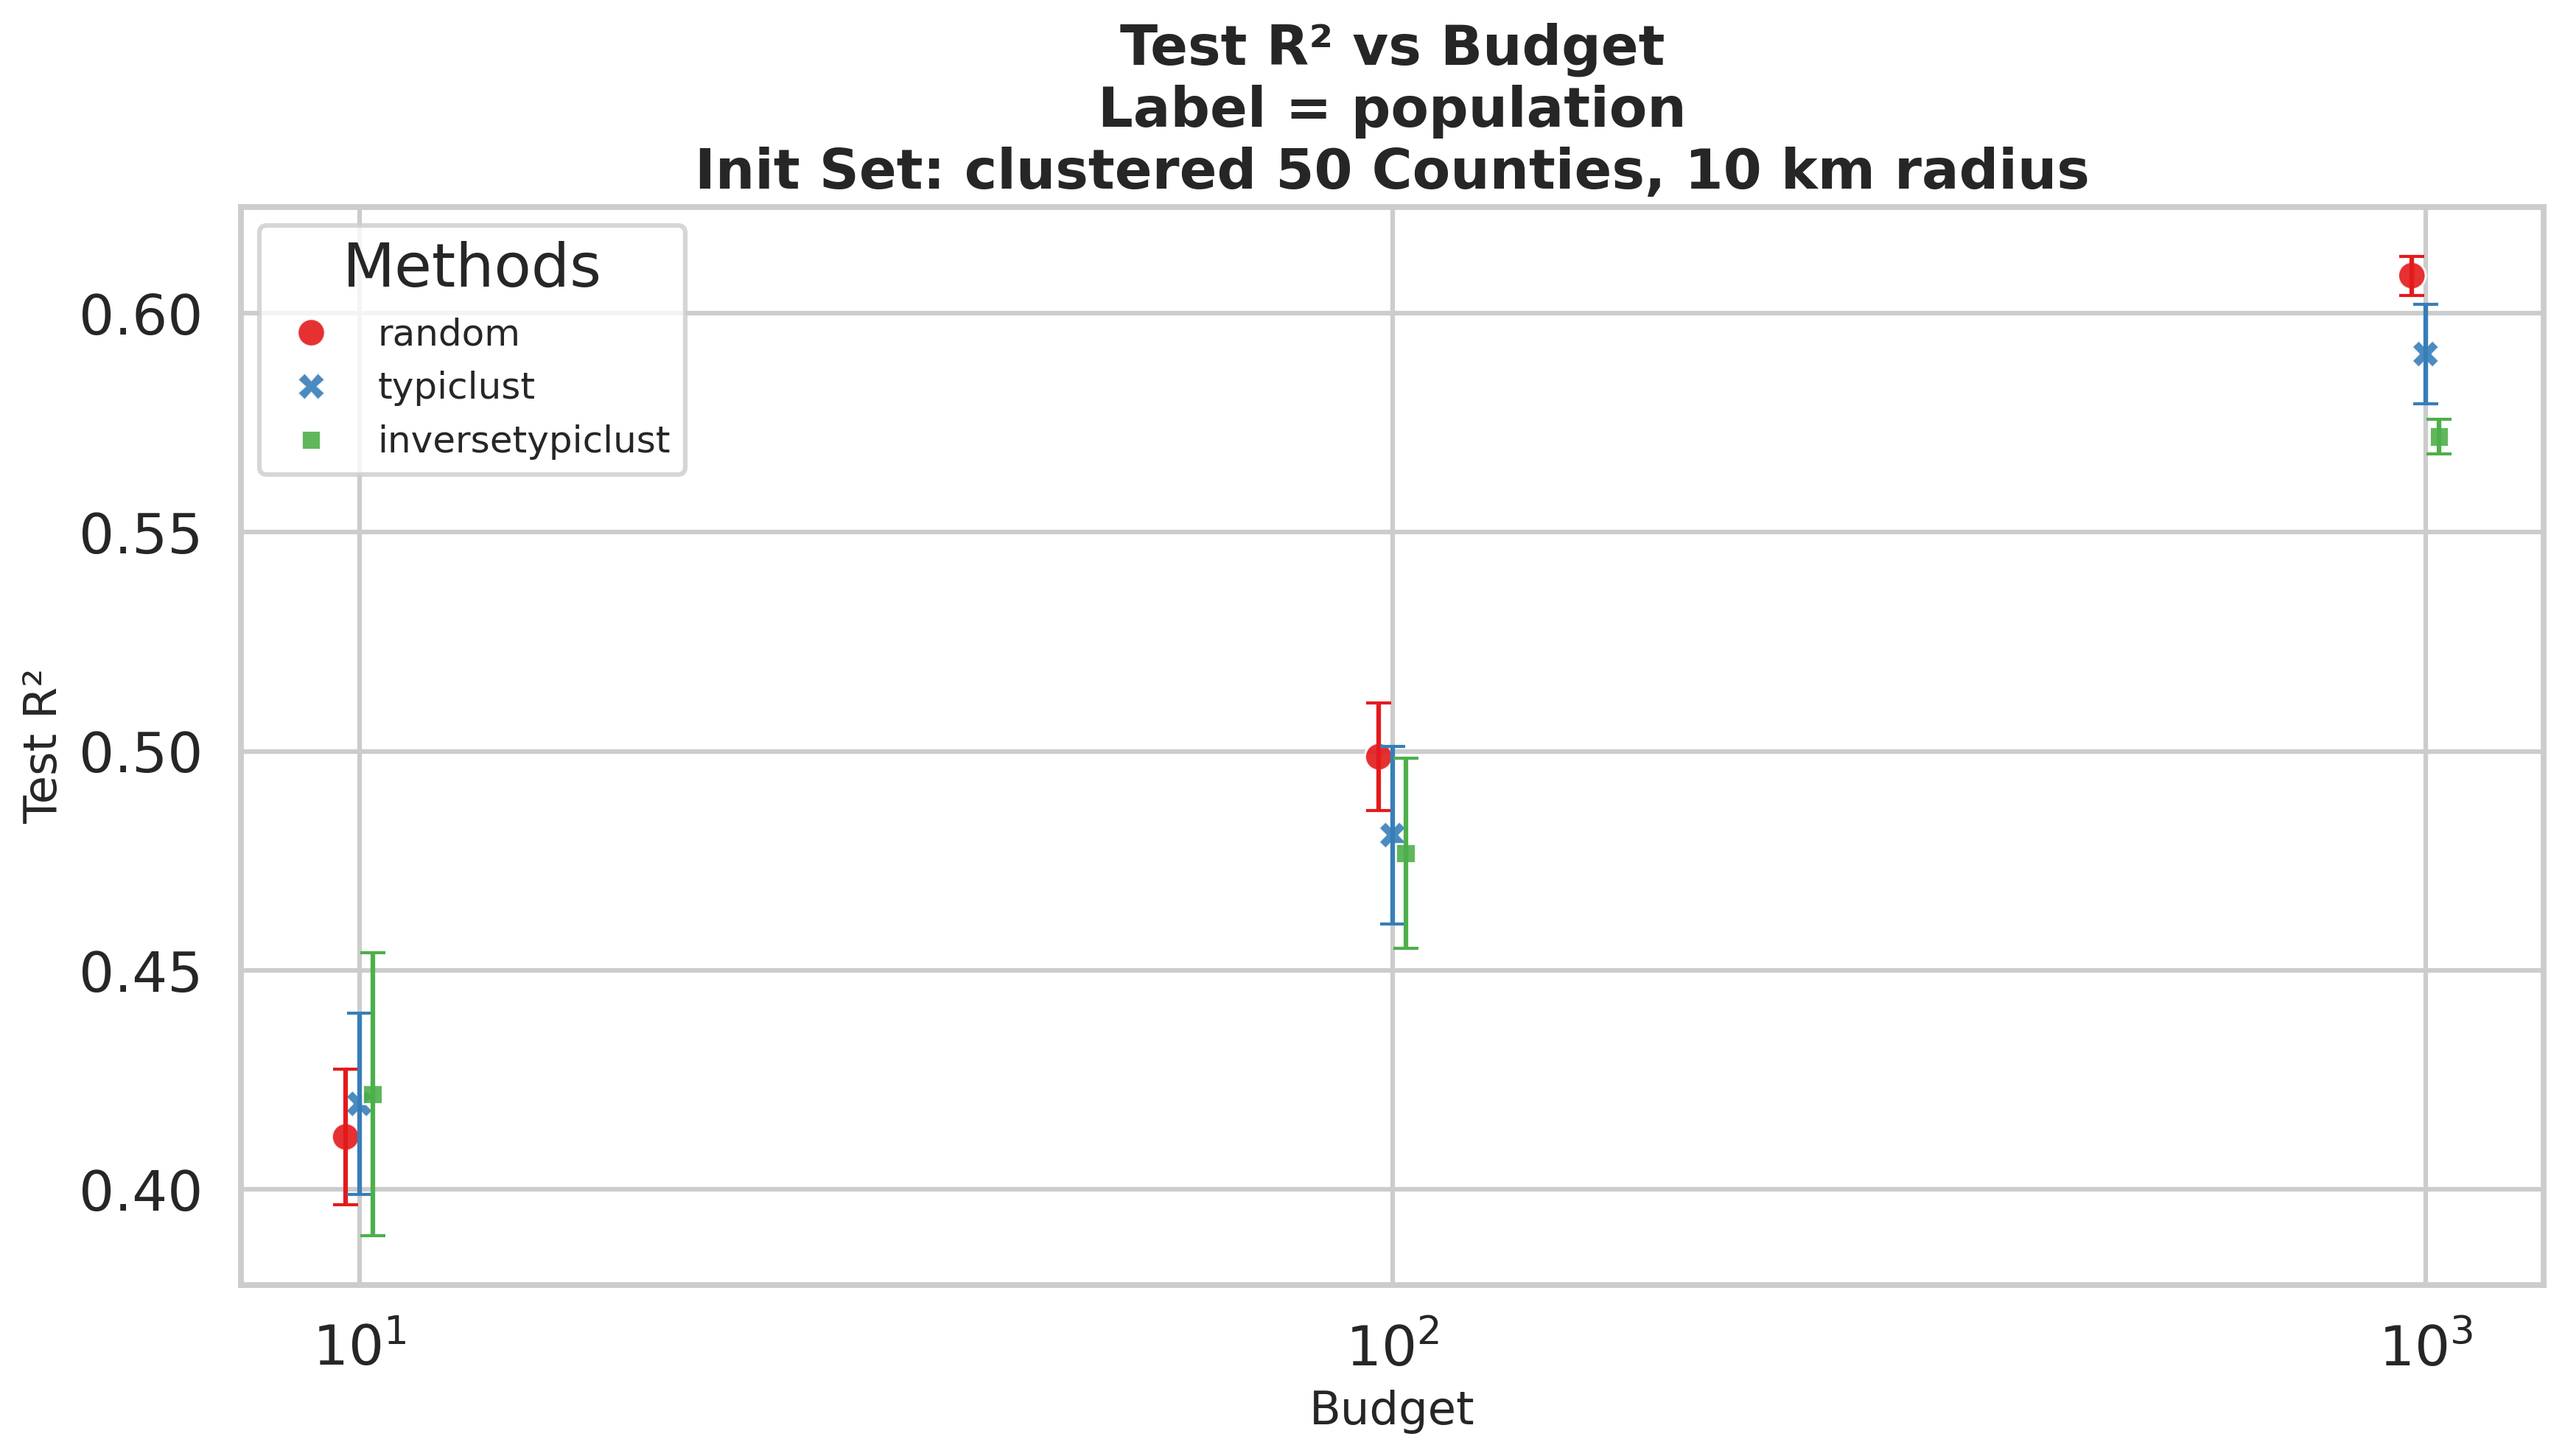 Test R² vs Budget
Label = population
Init Set: clustered 50 Counties, 10 km radius
Methods
random
typiclust
inversetypiclust
Test R²
0.60
0.55
0.50
0.45
0.40
10¹
10²
10³
Budget